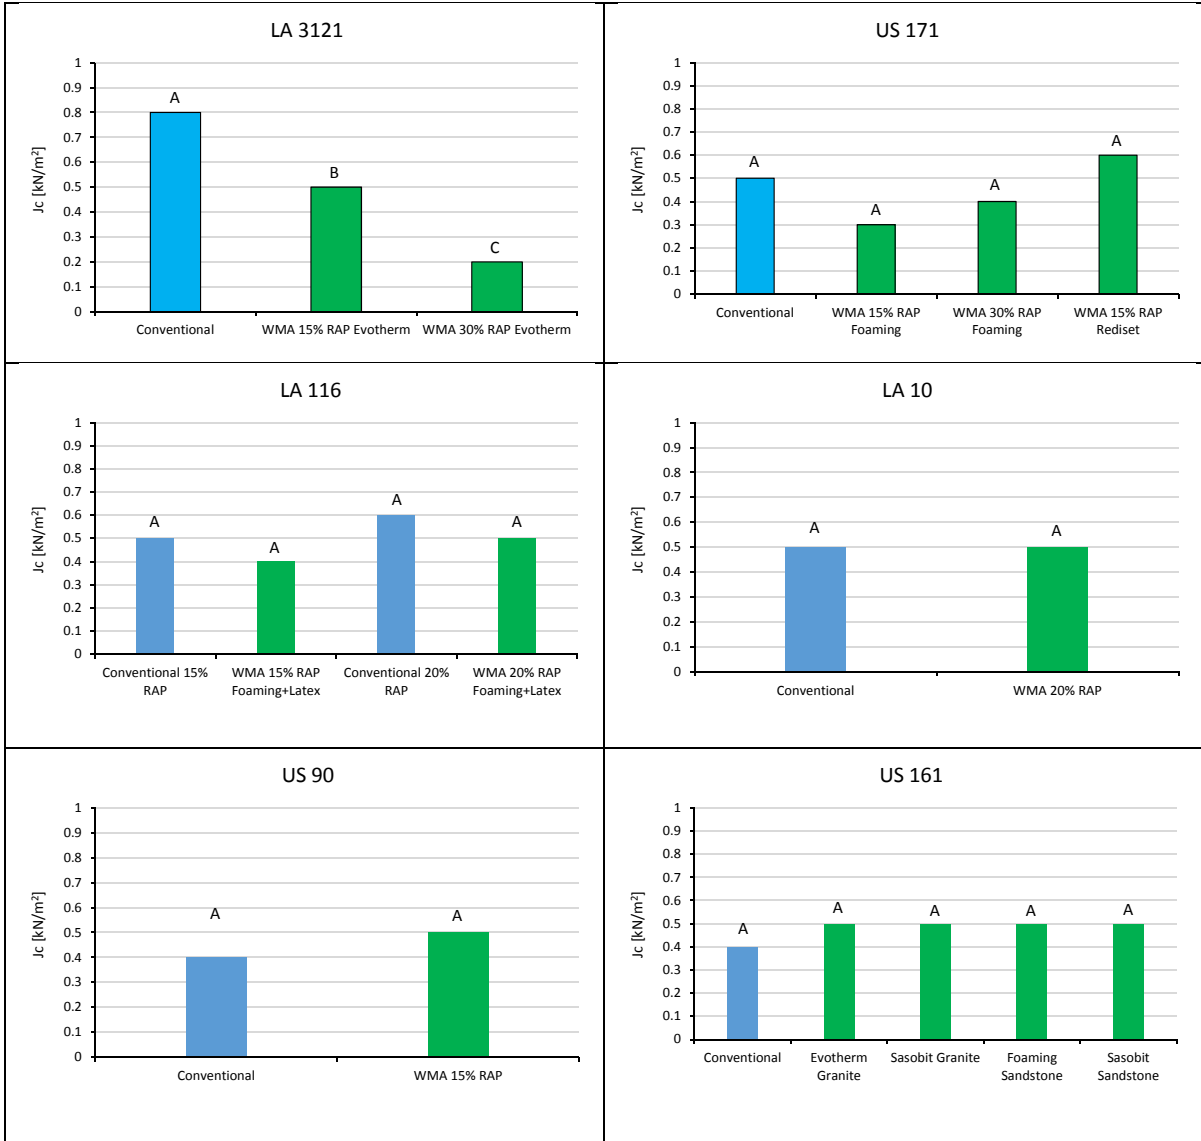 LA 3121
1
0.9
0.8
0.7
0.6
0.5
0.4
0.3
0.2
0.1
0
Jc [kN/m²]
A
B
C
Conventional
WMA 15% RAP Evotherm
WMA 30% RAP Evotherm
US 171
1
0.9
0.8
0.7
0.6
0.5
0.4
0.3
0.2
0.1
0
Jc [kN/m²]
A
A
A
A
Conventional
WMA 15% RAP
Foaming
WMA 30% RAP
Foaming
WMA 15% RAP
Rediset
LA 116
1
0.9
0.8
0.7
0.6
0.5
0.4
0.3
0.2
0.1
0
Jc [kN/m²]
A
A
A
A
Conventional 15%
RAP
WMA 15% RAP
Foaming+Latex
Conventional 20%
RAP
WMA 20% RAP
Foaming+Latex
LA 10
1
0.9
0.8
0.7
0.6
0.5
0.4
0.3
0.2
0.1
0
Jc [kN/m²]
A
A
Conventional
WMA 20% RAP
US 90
1
0.9
0.8
0.7
0.6
0.5
0.4
0.3
0.2
0.1
0
Jc [kN/m²]
A
A
Conventional
WMA 15% RAP
US 161
1
0.9
0.8
0.7
0.6
0.5
0.4
0.3
0.2
0.1
0
Jc [kN/m²]
A
A
A
A
A
Conventional
Evotherm
Granite
Sasobit Granite
Foaming
Sandstone
Sasobit
Sandstone